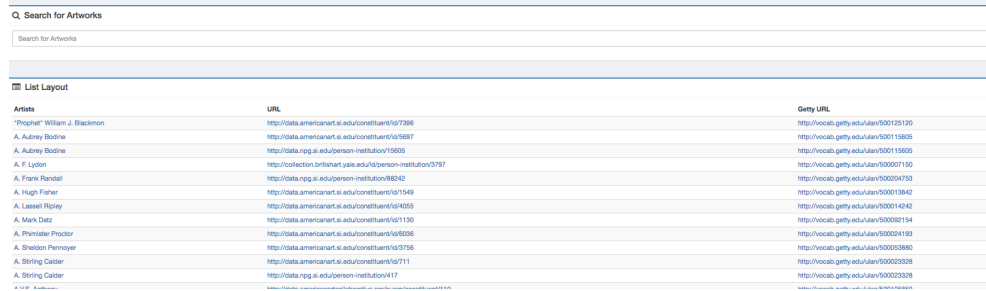 Search for Artworks
Search for Artworks
List Layout
Artists URL Getty URL
"Prophet" William J. Blackmon http://data.americanart.si.edu/constituent/id/7396 http://vocab.getty.edu/ulan/500125120
A. Aubrey Bodine http://data.americanart.si.edu/constituent/id/5697 http://vocab.getty.edu/ulan/500115605
A. Aubrey Bodine http://data.npg.si.edu/person-institution/15605 http://vocab.getty.edu/ulan/500115605
A. F. Lydon http://collection.britishart.yale.edu/id/person-institution/3797 http://vocab.getty.edu/ulan/500007150
A. Frank Randall http://data.npg.si.edu/person-institution/88242 http://vocab.getty.edu/ulan/500204753
A. Hugh Fisher http://data.americanart.si.edu/constituent/id/1549 http://vocab.getty.edu/ulan/500013842
A. Lassell Ripley http://data.americanart.si.edu/constituent/id/4055 http://vocab.getty.edu/ulan/500014242
A. Mark Datz http://data.americanart.si.edu/constituent/id/1130 http://vocab.getty.edu/ulan/500092154
A. Phimister Proctor http://data.americanart.si.edu/constituent/id/6036 http://vocab.getty.edu/ulan/500024193
A. Sheldon Pennoyer http://data.americanart.si.edu/constituent/id/3756 http://vocab.getty.edu/ulan/500053880
A. Stirling Calder http://data.americanart.si.edu/constituent/id/711 http://vocab.getty.edu/ulan/500023328
A. Stirling Calder http://data.npg.si.edu/person-institution/417 http://vocab.getty.edu/ulan/500023328